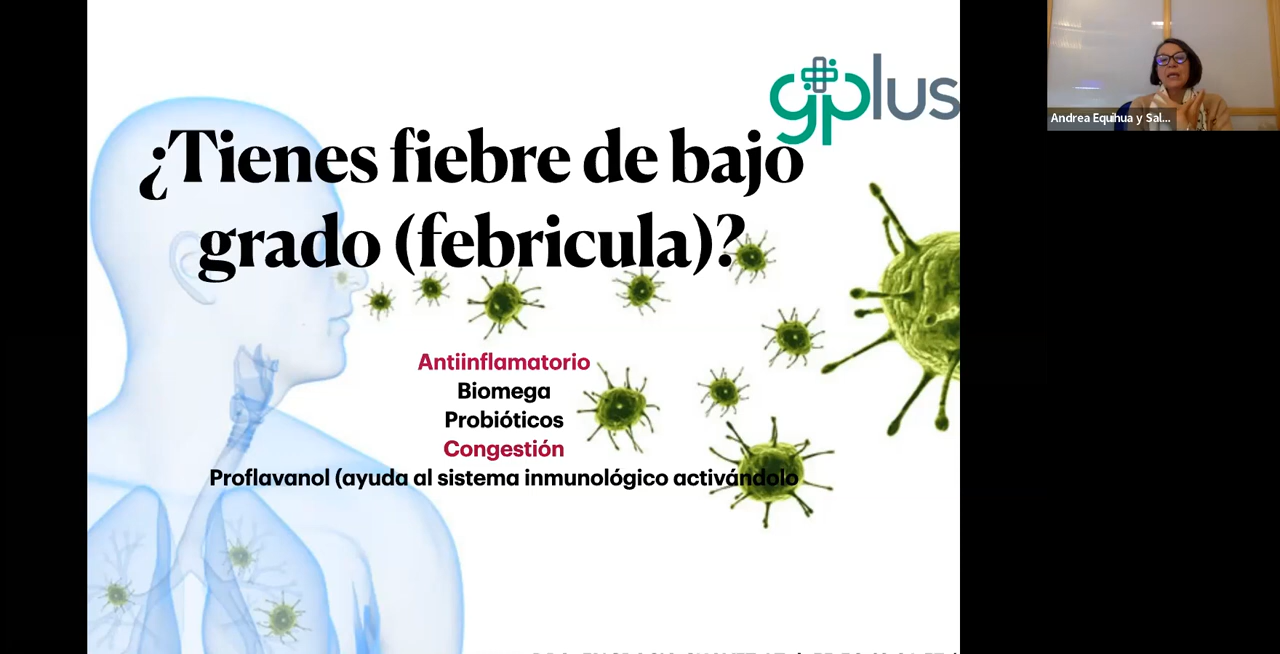 gplus
¿Tienes fiebre de bajo
grado (febricula)?
Antiinflamatorio
Biomega
Probióticos
Congestión
Proflavanol (ayuda al sistema inmunológico activándolo
Andrea Equihua y Sal...